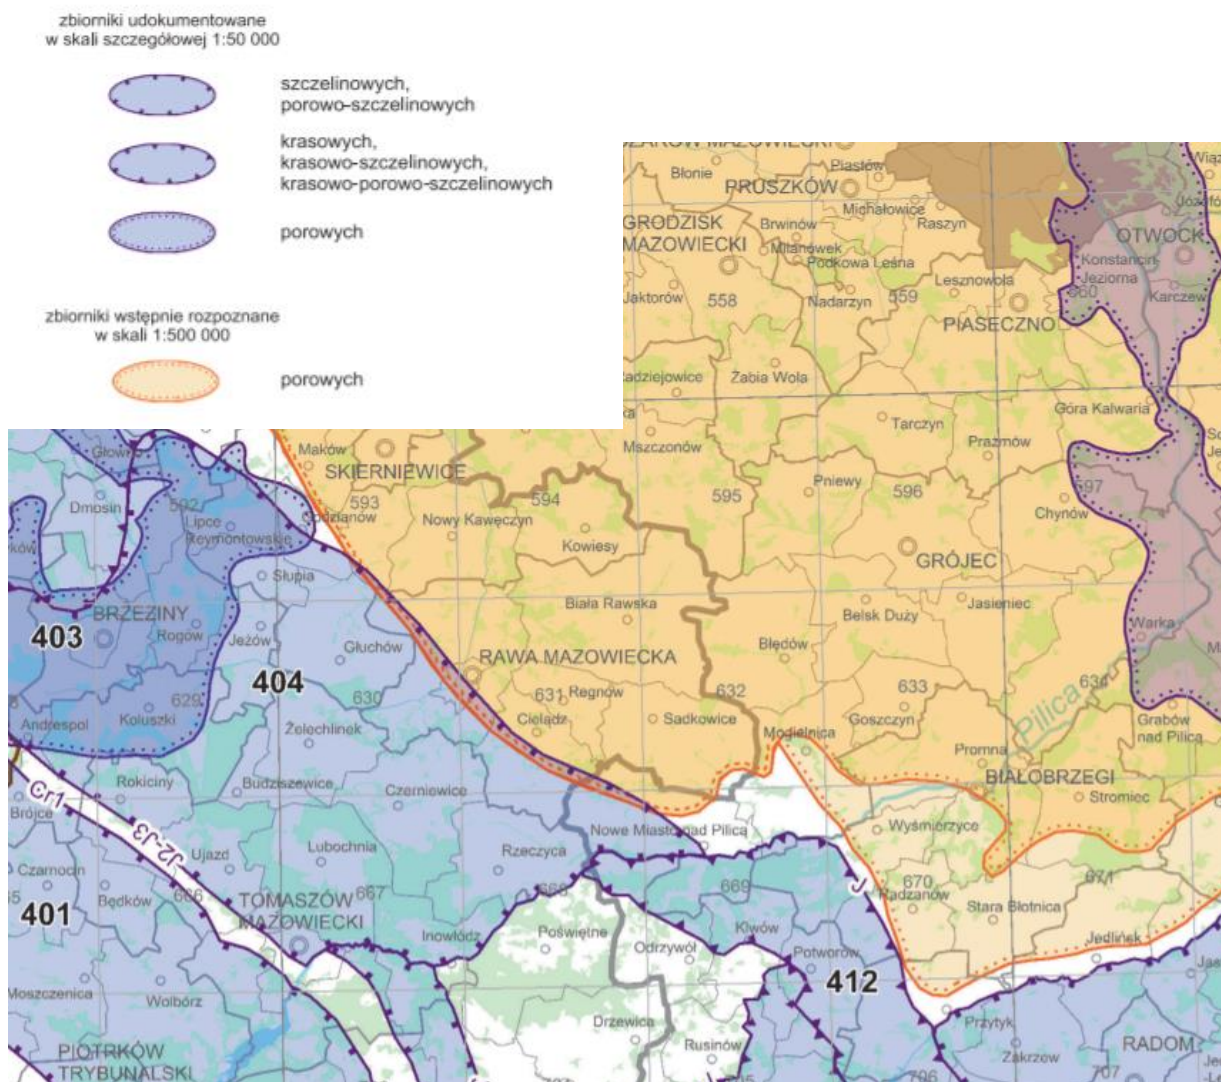 zbiorniki udokumentowane
w skali szczegółowej 1:50 000
szczelinowych,
porowo-szczelinowych
krasowych,
krasowo-szczelinowych,
krasowo-porowo-szczelinowych
porowych
zbiorniki wstępnie rozpoznane
w skali 1:500 000
porowych
Błonie
Piastów
PRUSZKÓW
Michałowice
Raszyn
GRODZISK
MAZOWIECKI
Brwinów
Milanówek
Podkowa Leśna
OTWOCK
Konstancin-
Jeziorna
Karczew
Jaktorów
558
Nadarzyn
559
Lesznowola
560
PIASECZNO
Żabia Wola
Góra Kalwaria
Tarczyn
Mszczonów
Prażmów
Maków
SKIERNIEWICE
593
594
595
Pniewy
596
597
Chynów
Dmosin
592
Lipce
Reymontowskie
Godzianów
Nowy Kawęczyn
Kowiesy
GRÓJEC
Słupia
BRZEZINY
403
Rogów
Jeżów
Głuchów
Biała Rawska
Belsk Duży
Jasieniec
Warka
RAWA MAZOWIECKA
Błędów
404
629
630
631
Regnów
632
633
634
Andrespol
Koluszki
Żelechlinek
Cielądz
Sadkowice
Goszczyn
Mogielnica
Pilica
Grabów
nad Pilicą
Promna
BIAŁOBRZEGI
Stromiec
Cr1
Rokiciny
Budziszewice
Czerniewice
Brójce
J2-J3
Ujazd
Lubochnia
Rzeczyca
Nowe Miasto nad Pilicą
Wyśmierzyce
Czarnocin
Będków
666
401
TOMASZÓW
MAZOWIECKI
667
668
669
J
670
Radzanów
671
Stara Błotnica
Inowłódz
Poświętne
Odrzywół
Klwów
Potworów
Jedlińsk
412
Moszczenica
Wolbórz
Drzewica
Rusinów
Przytyk
Zakrzew
RADOM
PIOTRKÓW
TRYBUNALSKI
706
707